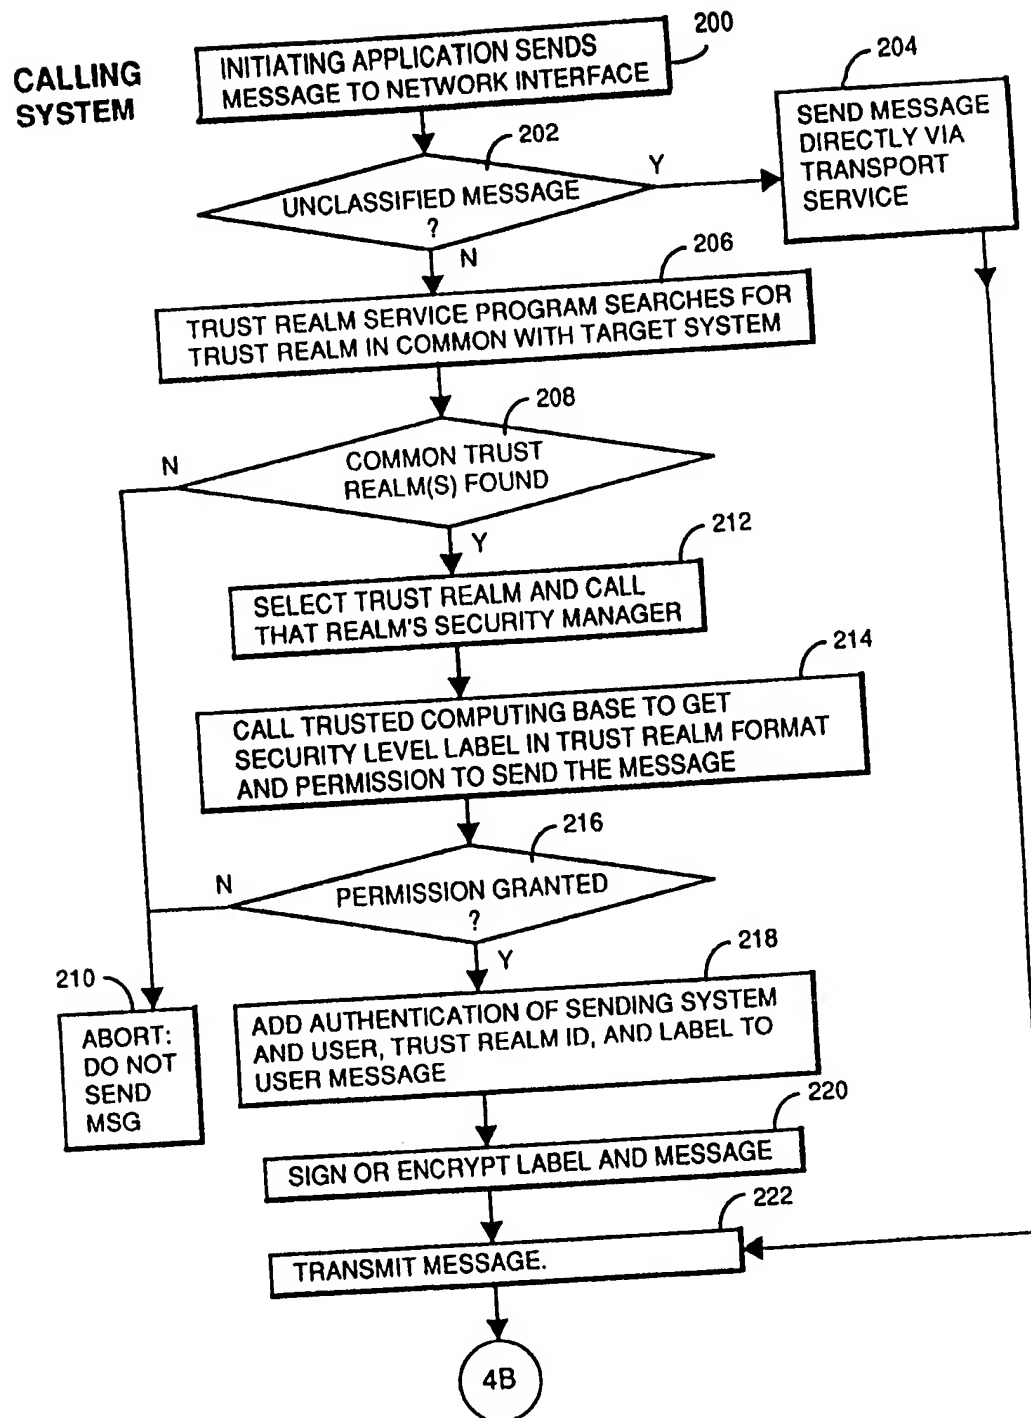 CALLING
SYSTEM
INITIATING APPLICATION SENDS
MESSAGE TO NETWORK INTERFACE
200
204
SEND MESSAGE
DIRECTLY VIA
TRANSPORT
SERVICE
202
UNCLASSIFIED MESSAGE
?
Y
N
206
TRUST REALM SERVICE PROGRAM SEARCHES FOR
TRUST REALM IN COMMON WITH TARGET SYSTEM
208
COMMON TRUST
REALM(S) FOUND
N
Y
212
SELECT TRUST REALM AND CALL
THAT REALM'S SECURITY MANAGER
214
CALL TRUSTED COMPUTING BASE TO GET
SECURITY LEVEL LABEL IN TRUST REALM FORMAT
AND PERMISSION TO SEND THE MESSAGE
216
PERMISSION GRANTED
?
N
Y
210
ABORT:
DO NOT
SEND
MSG
218
ADD AUTHENTICATION OF SENDING SYSTEM
AND USER, TRUST REALM ID, AND LABEL TO
USER MESSAGE
220
SIGN OR ENCRYPT LABEL AND MESSAGE
222
TRANSMIT MESSAGE.
4B